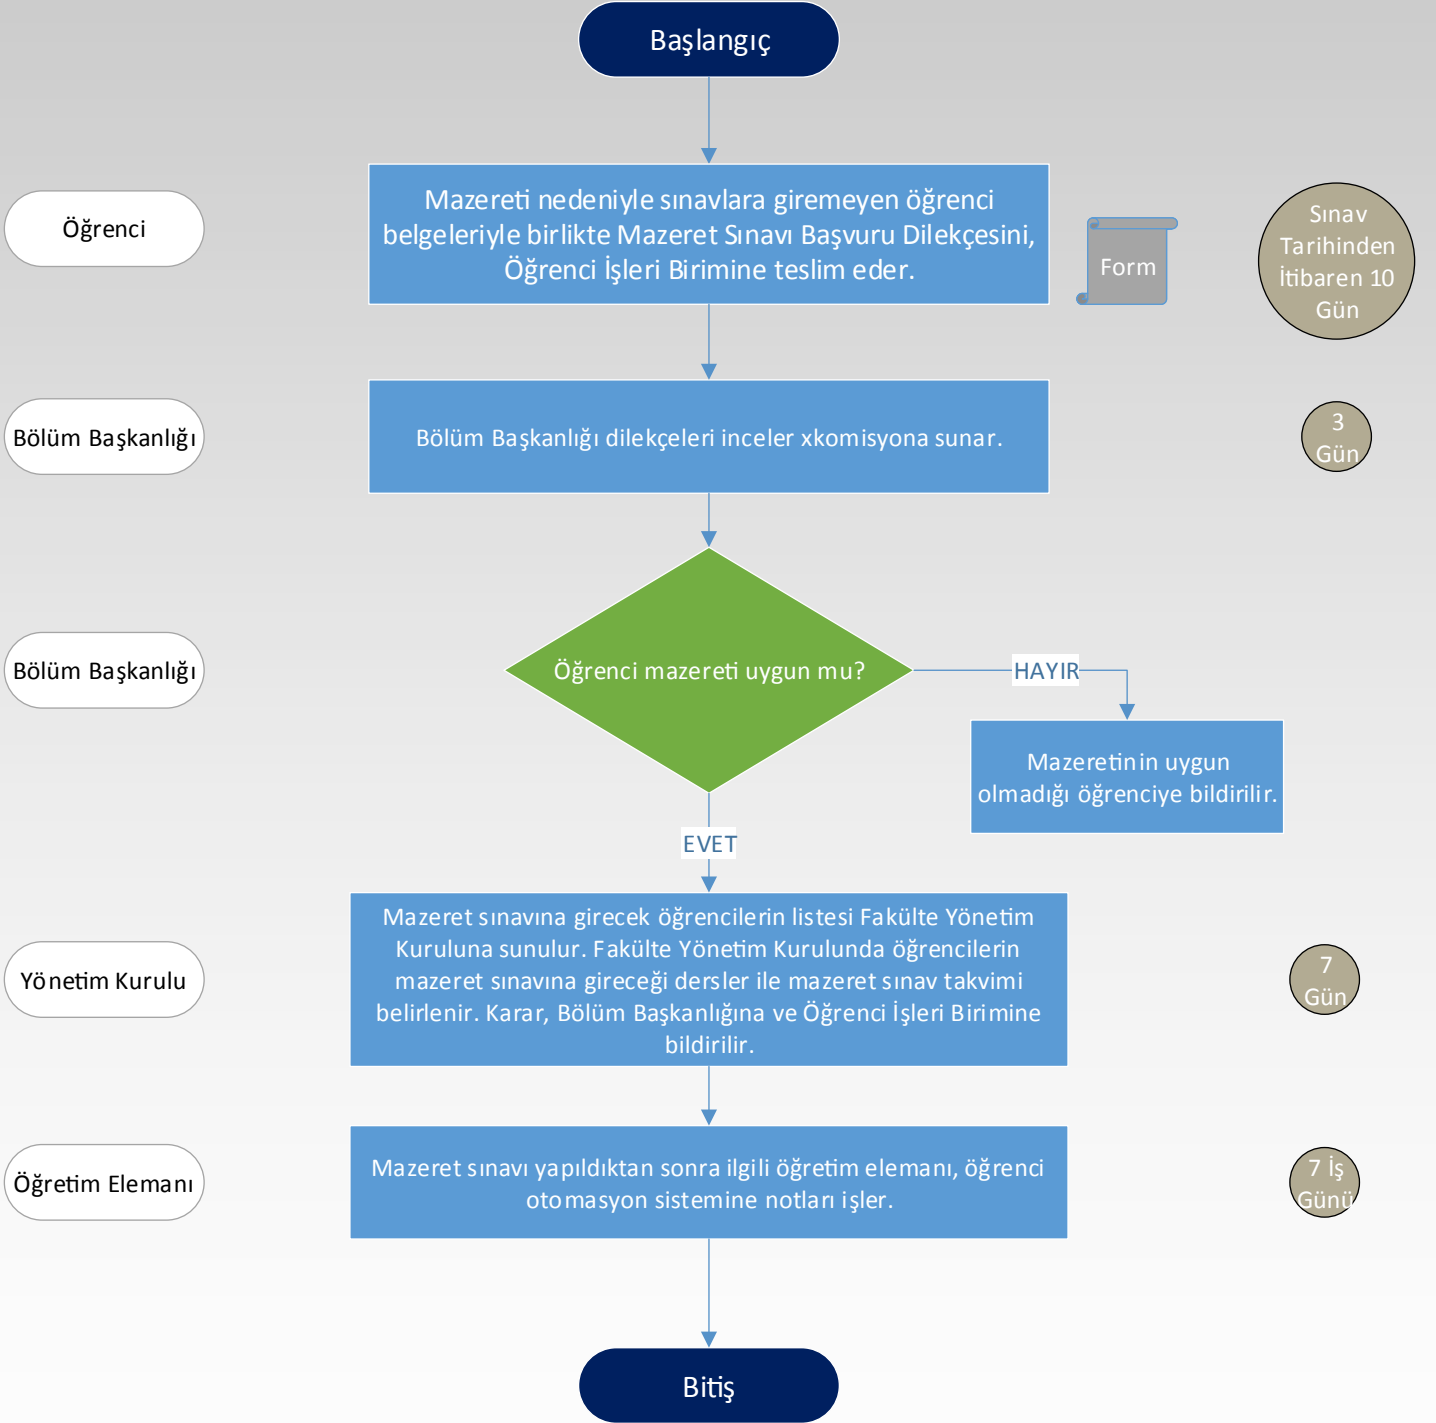 Başlangıç
Öğrenci
Mazereti nedeniyle sınavlara giremeyen öğrenci
belgeleriyle birlikte Mazeret Sınavı Başvuru Dilekçesini,
Öğrenci İşleri Birimine teslim eder.
Form
Sınav
Tarihinden
İtibaren 10
Gün
Bölüm Başkanlığı
Bölüm Başkanlığı dilekçeleri inceler xkomisyona sunar.
3
Gün
Bölüm Başkanlığı
Öğrenci mazereti uygun mu?
HAYIR
Mazeretinin uygun
olmadığı öğrenciye bildirilir.
EVET
Yönetim Kurulu
Mazeret sınavına girecek öğrencilerin listesi Fakülte Yönetim
Kuruluna sunulur. Fakülte Yönetim Kurulunda öğrencilerin
mazeret sınavına gireceği dersler ile mazeret sınav takvimi
belirlenir. Karar, Bölüm Başkanlığına ve Öğrenci İşleri Birimine
bildirilir.
7
Gün
Öğretim Elemanı
Mazeret sınavı yapıldıktan sonra ilgili öğretim elemanı, öğrenci
otomasyon sistemine notları işler.
7 İş
Günü
Bitiş